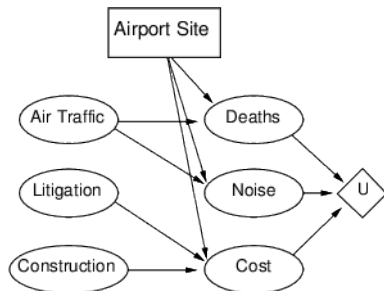 Airport Site
Air Traffic
Deaths
U
Litigation
Noise
Construction
Cost